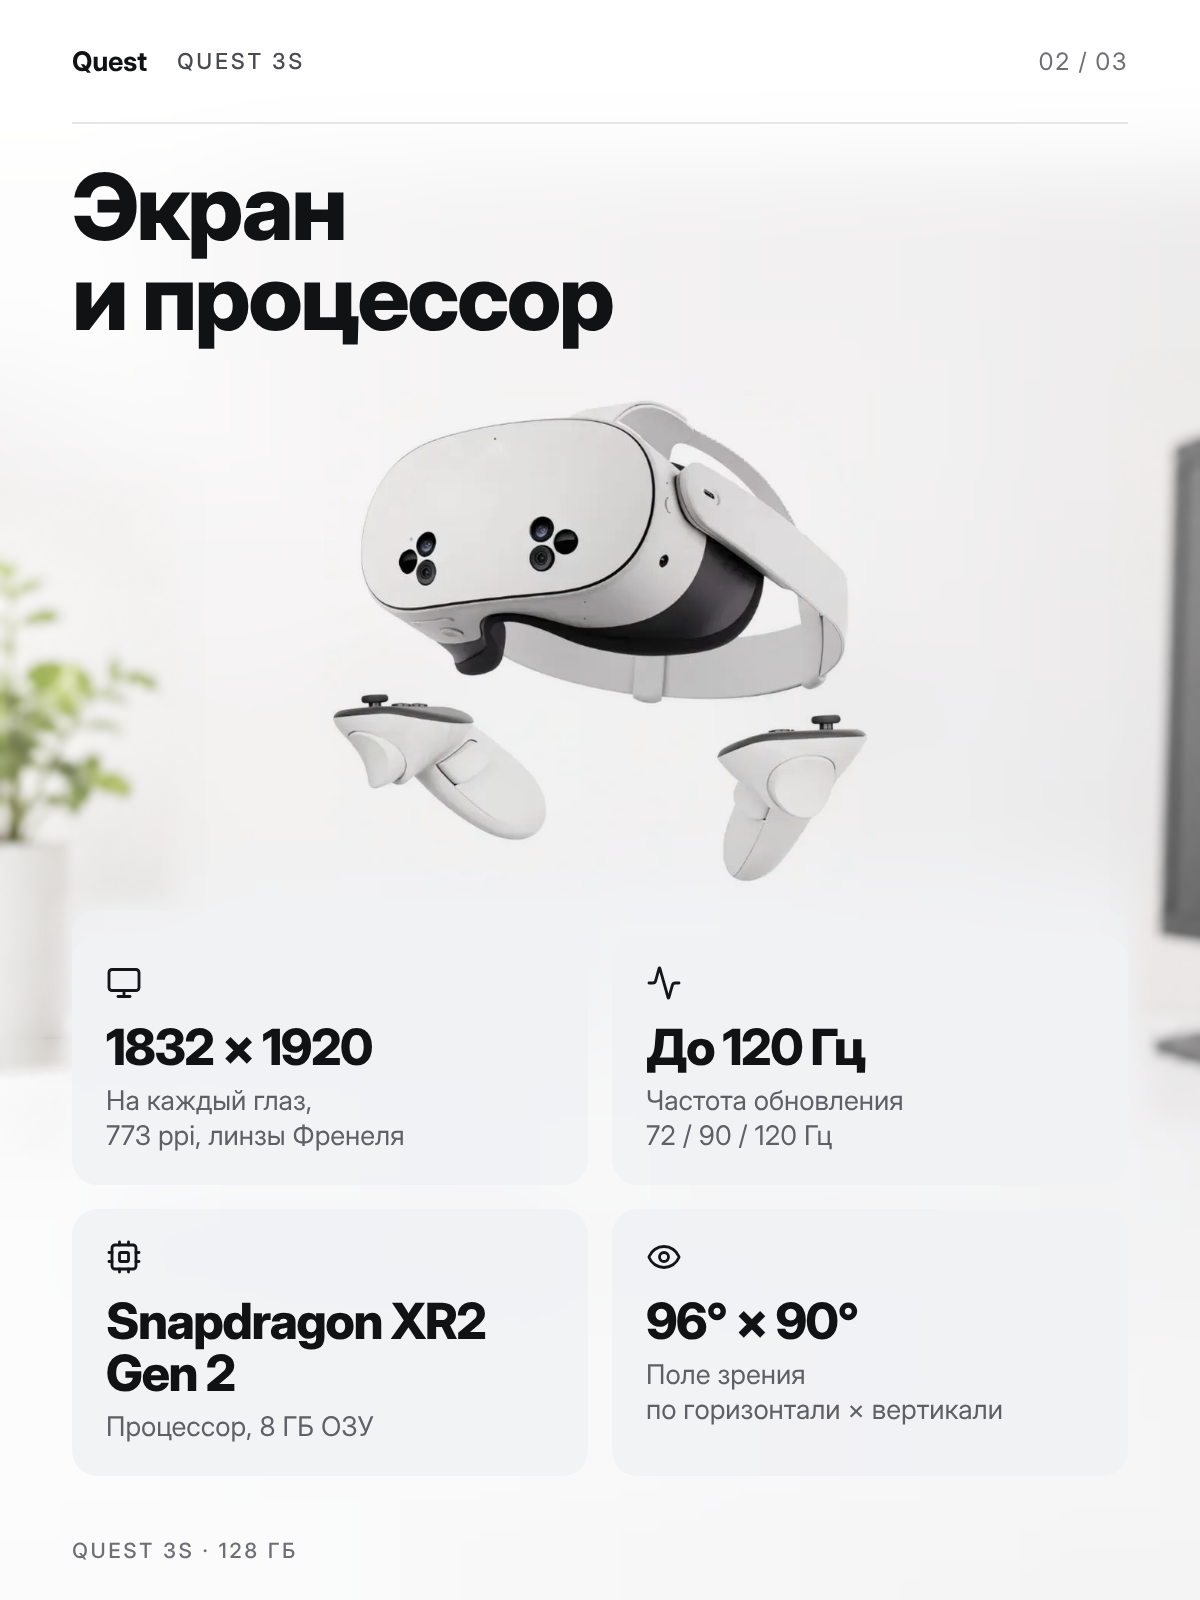 Quest QUEST 3S 02 / 03
Экран
и процессор
1832 × 1920
На каждый глаз,
773 ppi, линзы Френеля
До 120 Гц
Частота обновления
72 / 90 / 120 Гц
Snapdragon XR2
Gen 2
Процессор, 8 ГБ ОЗУ
96° × 90°
Поле зрения
по горизонтали × вертикали
QUEST 3S · 128 ГБ